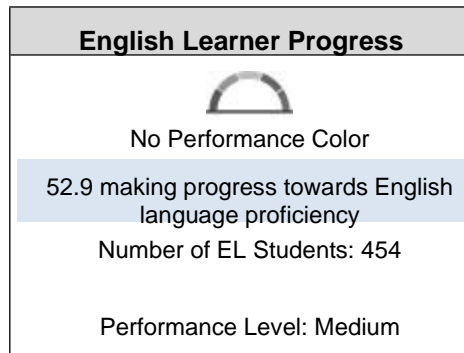 English Learner Progress
No Performance Color
52.9 making progress towards English
language proficiency
Number of EL Students: 454
Performance Level: Medium